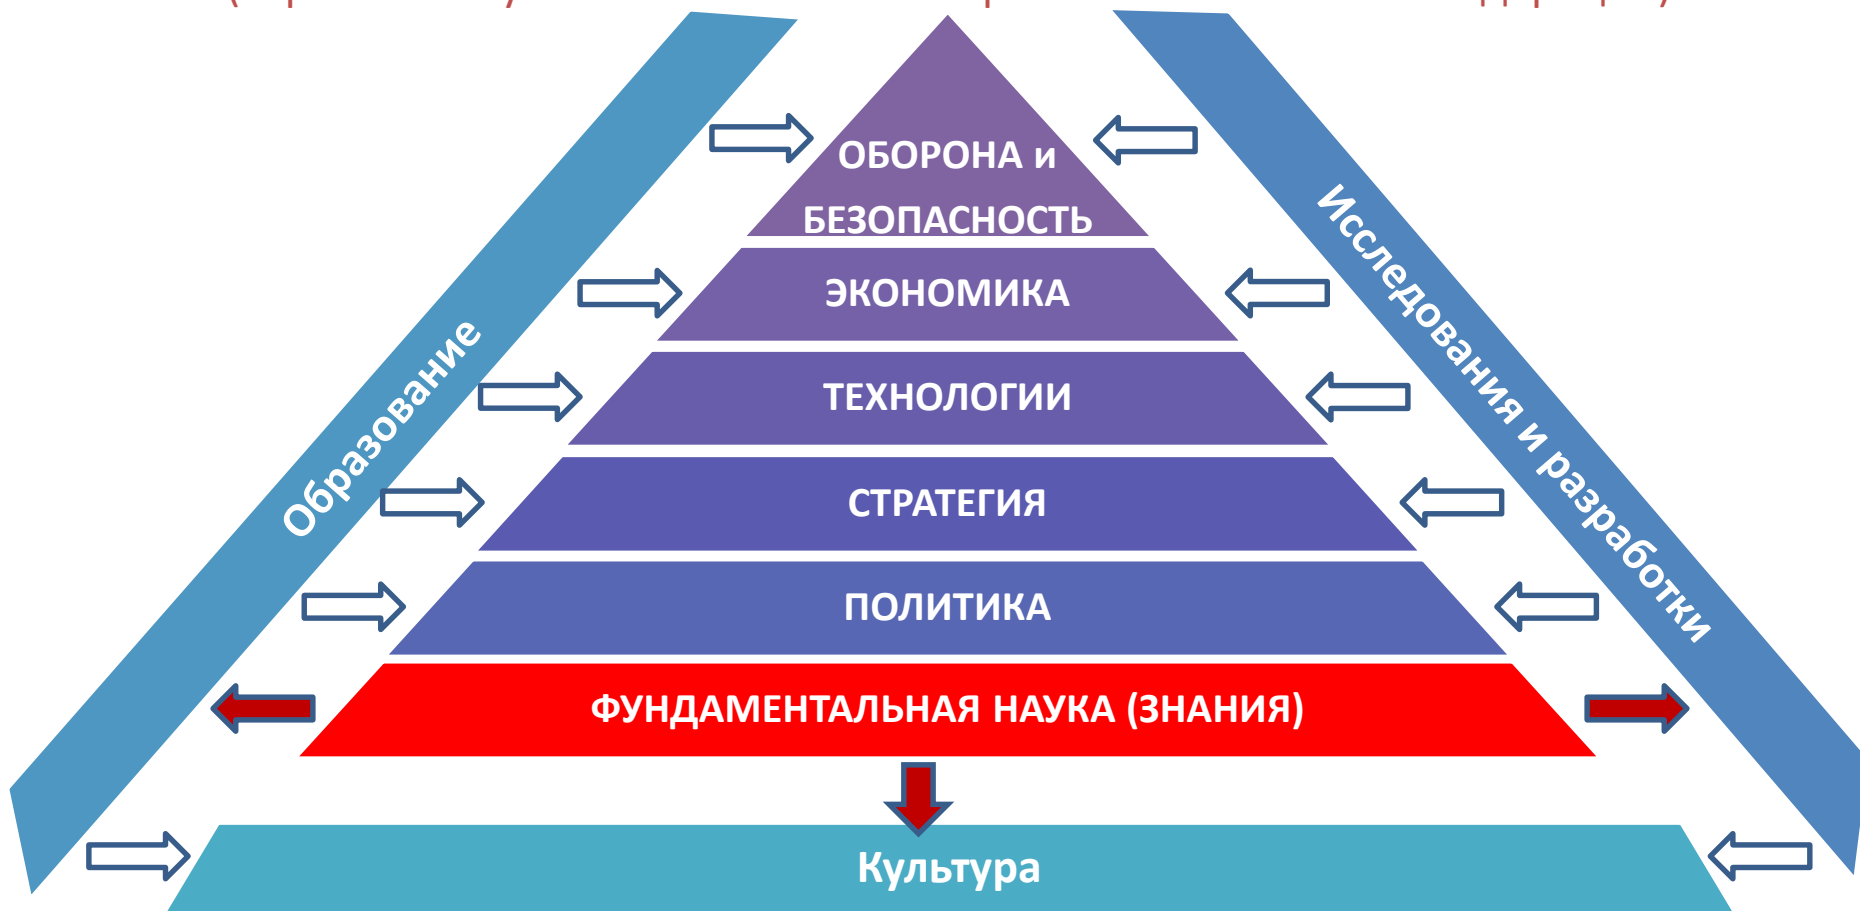 ОБОРОНА и
БЕЗОПАСНОСТЬ
ЭКОНОМИКА
ТЕХНОЛОГИИ
СТРАТЕГИЯ
ПОЛИТИКА
ФУНДАМЕНТАЛЬНАЯ НАУКА (ЗНАНИЯ)
Культура
Образование
Исследования и разработки